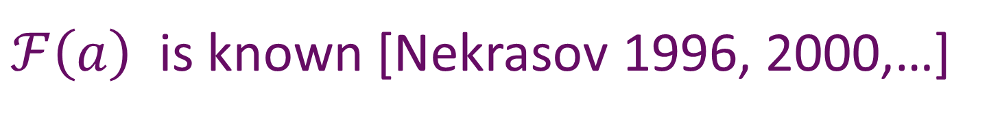 ℱ(𝑎) is known [Nekrasov 1996, 2000,...]